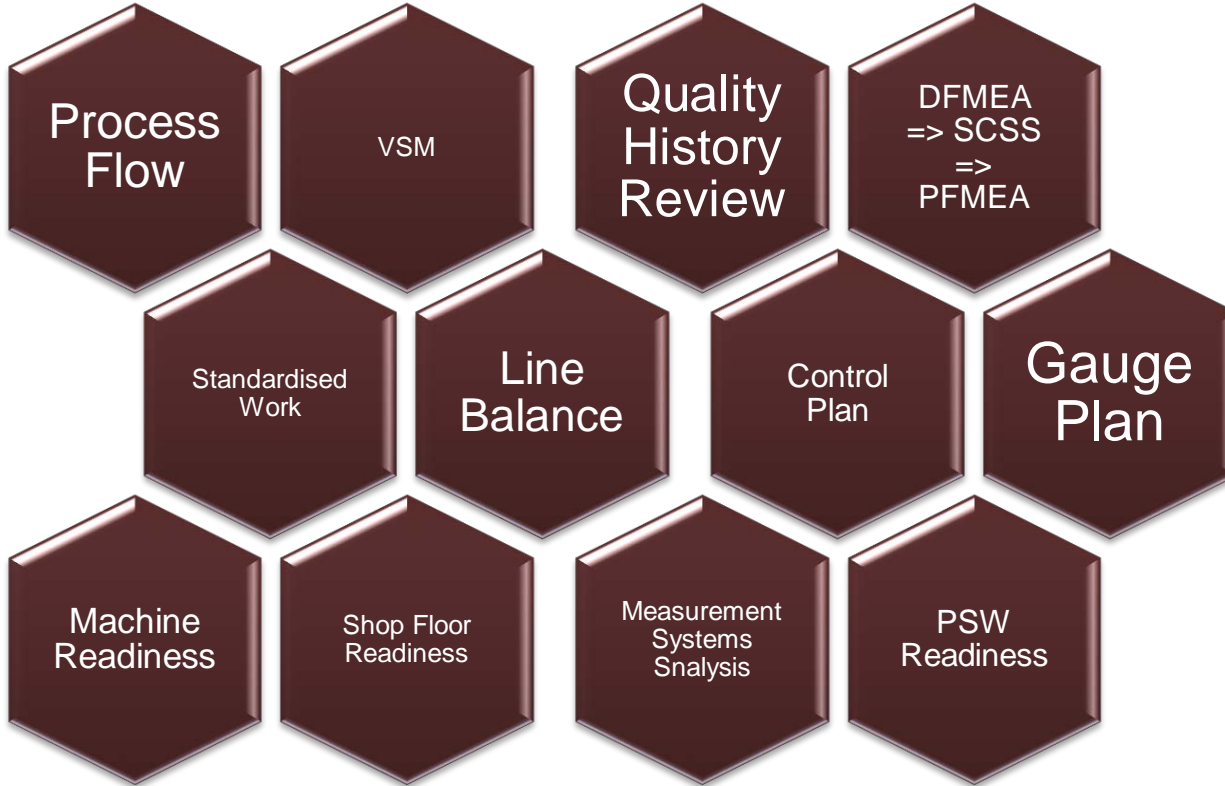 Process
Flow
VSM
Quality
History
Review
DFMEA
=> SCSS
=>
PFMEA
Standardised
Work
Line
Balance
Control
Plan
Gauge
Plan
Machine
Readiness
Shop Floor
Readiness
Measurement
Systems
Snalysis
PSW
Readiness